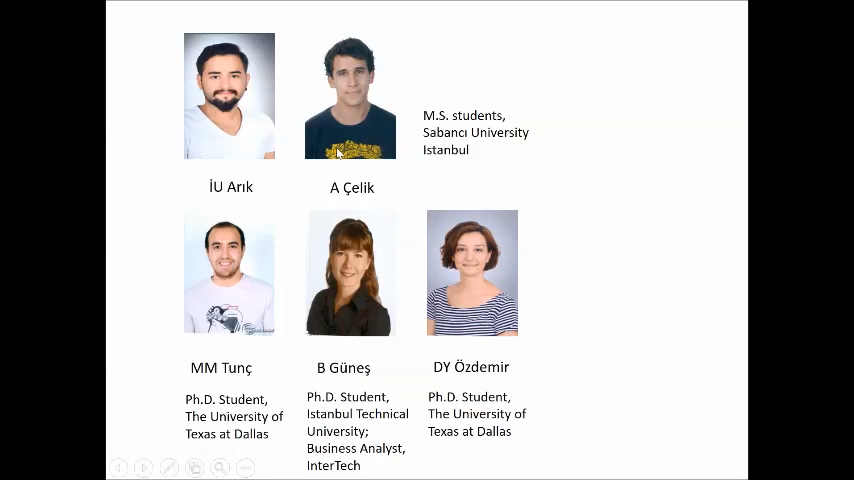 M.S. students,
Sabancı University
Istanbul
İU Arık
A Çelik
MM Tunç
B Güneş
DY Özdemir
Ph.D. Student,
The University of
Texas at Dallas
Ph.D. Student,
Istanbul Technical
University;
Business Analyst,
InterTech
Ph.D. Student,
The University of
Texas at Dallas